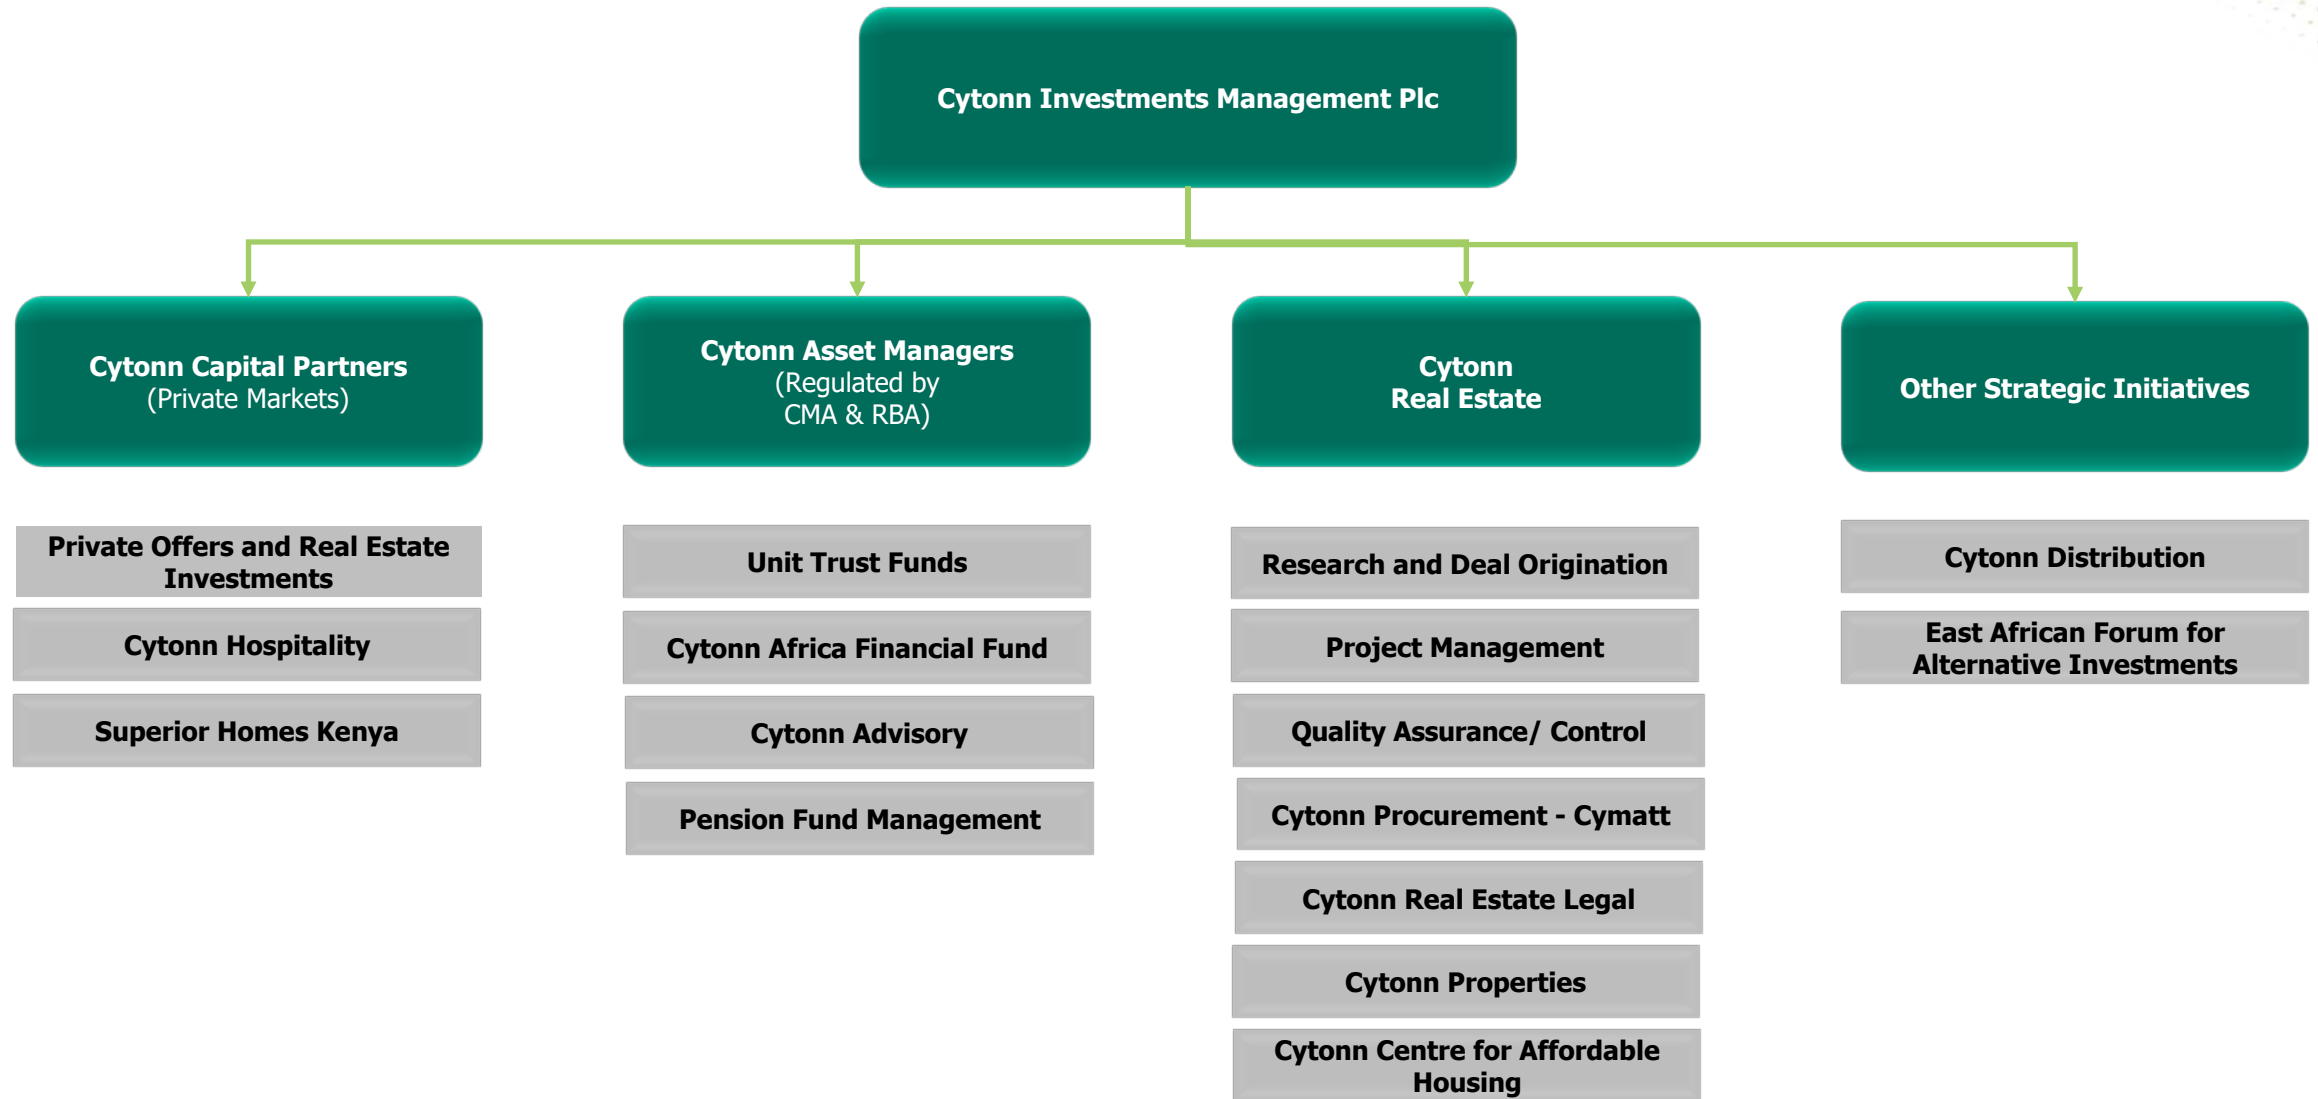 Cytonn Investments Management Plc
Cytonn Capital Partners
(Private Markets)
Private Offers and Real Estate
Investments
Cytonn Hospitality
Superior Homes Kenya
Cytonn Asset Managers
(Regulated by
CMA & RBA)
Unit Trust Funds
Cytonn Africa Financial Fund
Cytonn Advisory
Pension Fund Management
Cytonn
Real Estate
Research and Deal Origination
Project Management
Quality Assurance/ Control
Cytonn Procurement - Cymatt
Cytonn Real Estate Legal
Cytonn Properties
Cytonn Centre for Affordable
Housing
Other Strategic Initiatives
Cytonn Distribution
East African Forum for
Alternative Investments